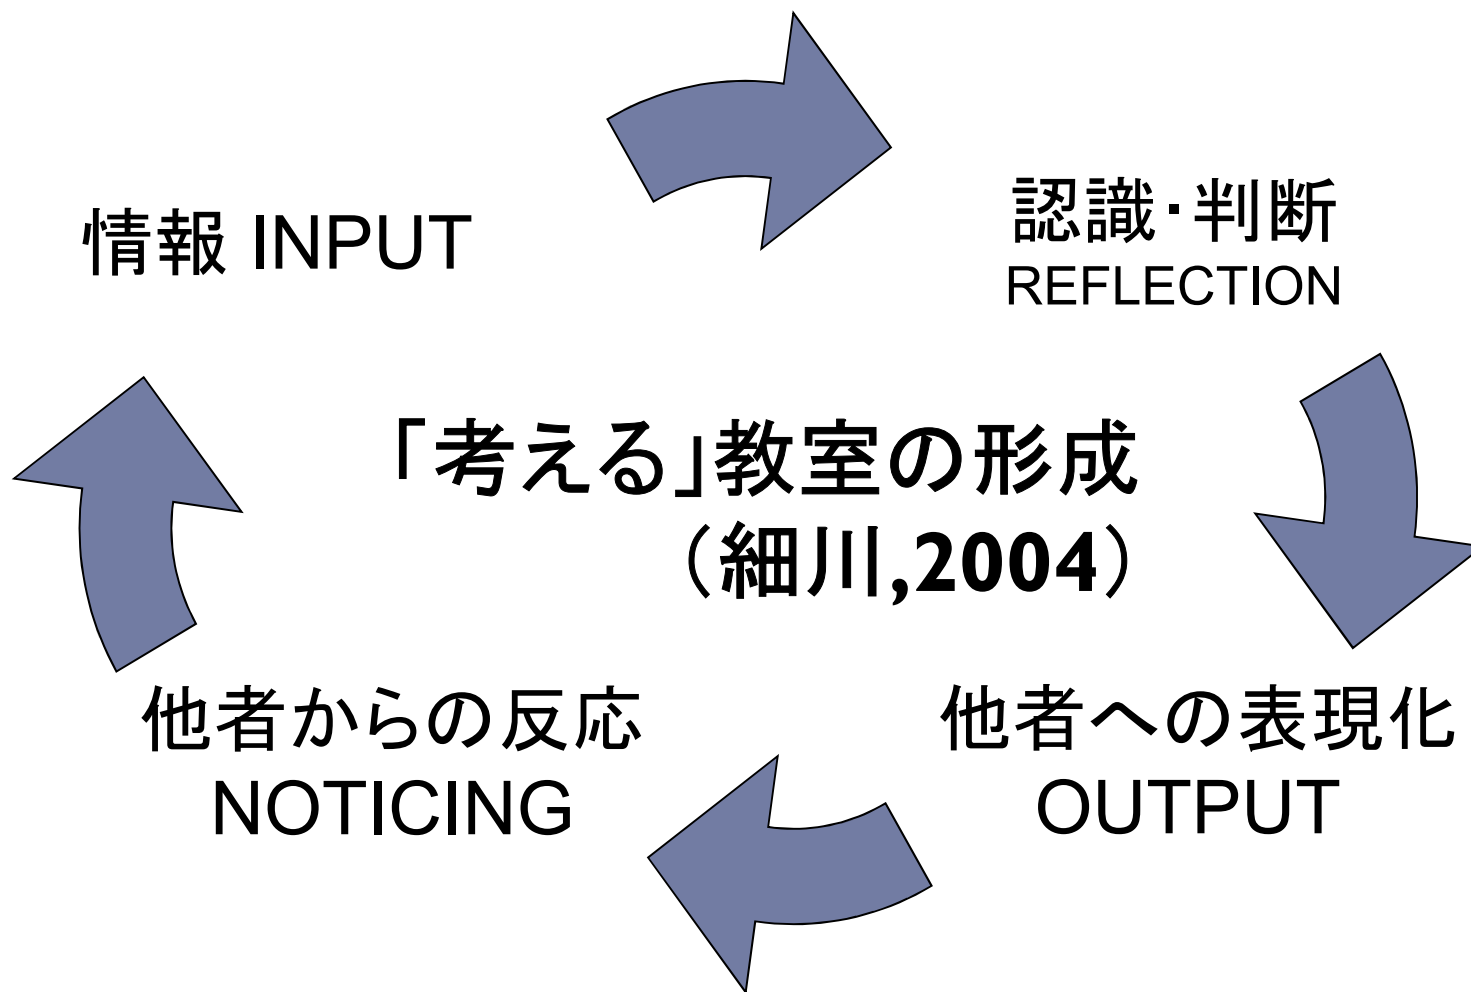 情報 INPUT
認識・判断
REFLECTION
「考える」教室の形成
（細川,2004）
他者からの反応
NOTICING
他者への表現化
OUTPUT